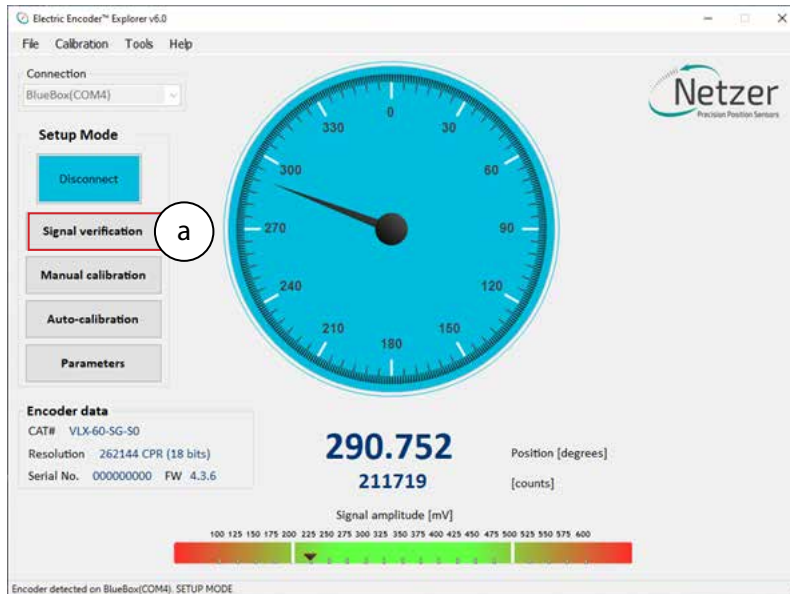 Electric Encoder™ Explorer v6.0
File Calibration Tools Help
Connection
BlueBox(COM4)
Setup Mode
Disconnect
Signal verification
a
Manual calibration
Auto-calibration
Parameters
0
30
60
90
120
150
180
210
240
270
300
330
Netzer
Precision Position Sensors
Encoder data
CAT# VLX-60-SG-S0
Resolution 262144 CPR (18 bits)
Serial No. 000000000 FW 4.3.6
290.752 Position [degrees]
211719 [counts]
Signal amplitude [mV]
100 125 150 175 200 225 250 275 300 325 350 375 400 425 450 475 500 525 550 575 600
Encoder detected on BlueBox(COM4). SETUP MODE